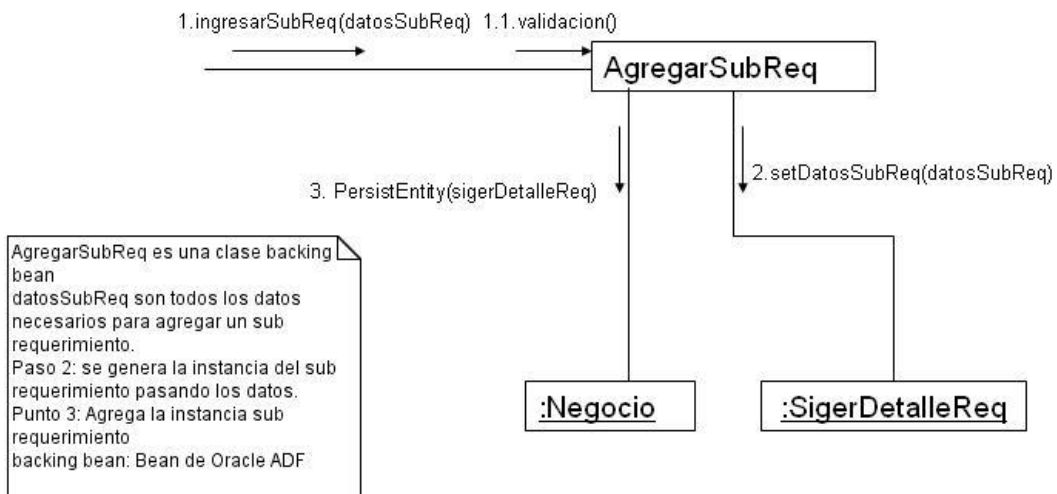 1.ingresarSubReq(datosSubReq) 1.1.validacion()
AgregarSubReq
3. PersistEntity(sigerDetalleReq)
2.setDatosSubReq(datosSubReq)
AgregarSubReq es una clase backing
bean
datosSubReq son todos los datos
necesarios para agregar un sub
requerimiento.
Paso 2: se genera la instancia del sub
requerimiento pasando los datos.
Punto 3: Agrega la instancia sub
requerimiento
backing bean: Bean de Oracle ADF
:Negocio
:SigerDetalleReq